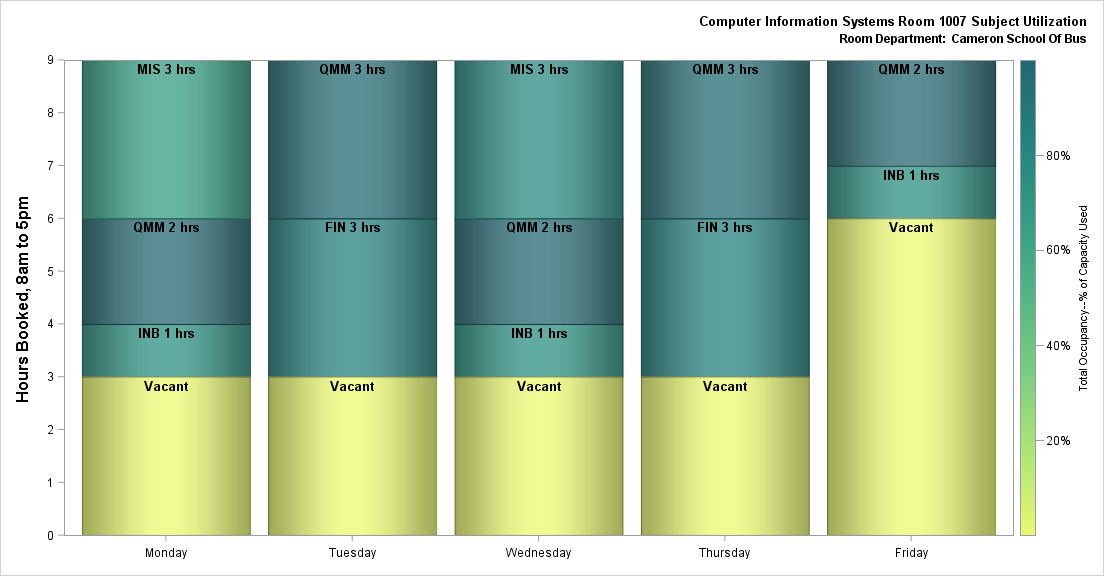 Computer Information Systems Room 1007 Subject Utilization
Room Department: Cameron School Of Bus
Hours Booked, 8am to 5pm
9
8
7
6
5
4
3
2
1
0
MIS 3 hrs
QMM 2 hrs
INB 1 hrs
Vacant
Monday
QMM 3 hrs
FIN 3 hrs
Vacant
Tuesday
MIS 3 hrs
QMM 2 hrs
INB 1 hrs
Vacant
Wednesday
QMM 3 hrs
FIN 3 hrs
Vacant
Thursday
QMM 2 hrs
INB 1 hrs
Vacant
Friday
80%
60%
40%
20%
Total Occupancy--% of Capacity Used